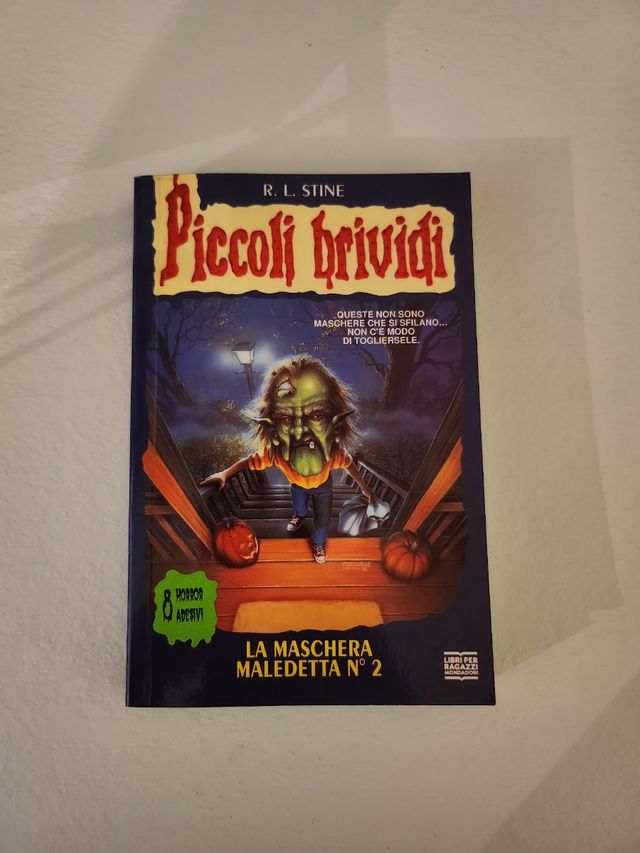 R. L. STINE
Piccoli brividi
QUESTE NON SONO
MASCHERE CHE SI SFILANO...
NON C'È MODO
DI TOGLIERSELE.
8 HORROR
ADESIVI
LA MASCHERA
MALEDETTA N° 2
LIBRI PER
RAGAZZI
MONDADORI